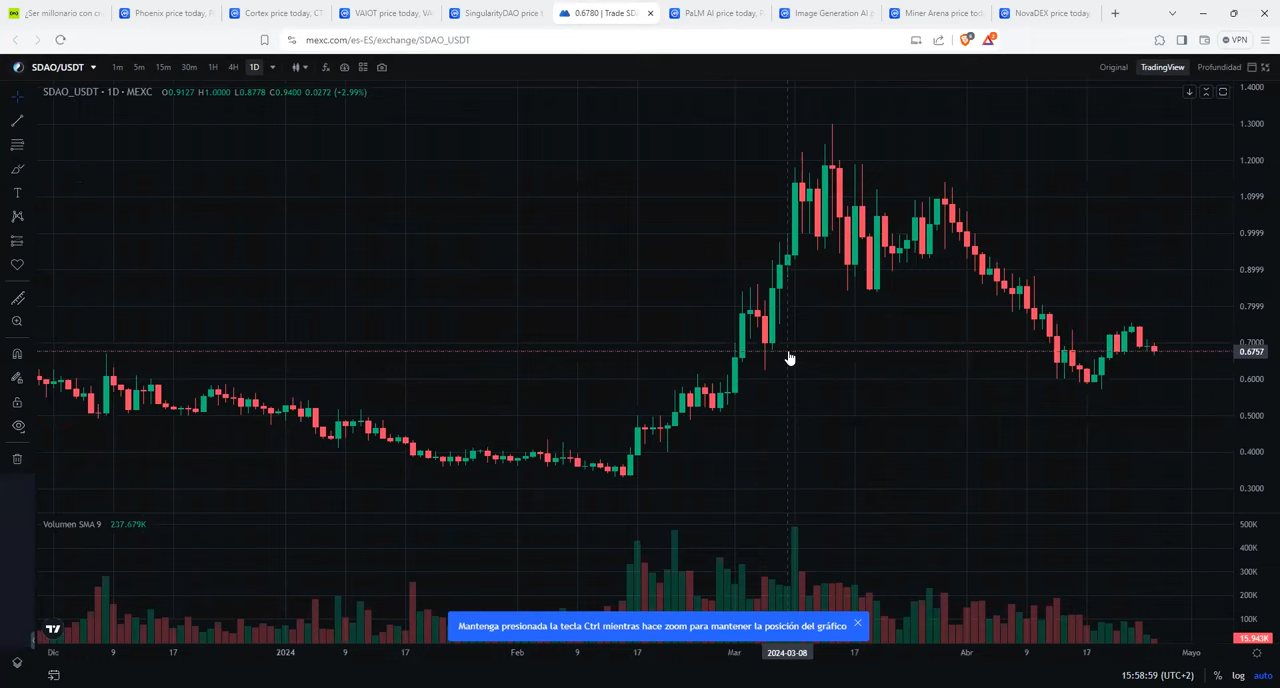 ¿Ser millonario con cr
Phoenix price today, P
Cortex price today, CT
VAIOT price today, VA
SingularityDAO price t
0.6780 | Trade SD
PaLM AI price today, P
Image Generation AI p
Miner Arena price tod
NovaDEX price today,
mexc.com/es-ES/exchange/SDAO_USDT
VPN
SDAO/USDT
1m 5m 15m 30m 1H 4H 1D
Original TradingView Profundidad
SDAO_USDT · 1D · MEXC O0.9127 H1.0000 L0.8778 C0.9400 0.0272 (+2.99%)
1.4000
1.3000
1.2000
1.0999
0.9999
0.8999
0.7999
0.7000
0.6757
0.6000
0.5000
0.4000
0.3000
Volumen SMA 9 237.679K
500K
400K
300K
200K
100K
15.943K
Mantenga presionada la tecla Ctrl mientras hace zoom para mantener la posición del gráfico
Dic 9 17 2024 9 17 Feb 9 17 Mar 2024-03-08 17 Abr 9 17 Mayo
15:58:59 (UTC+2) % log auto